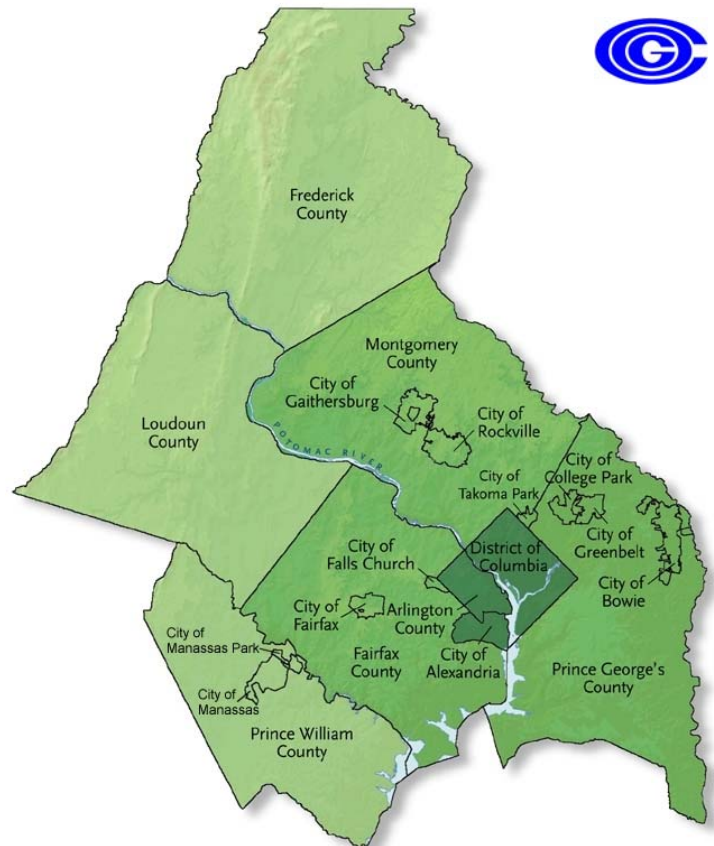 COG
Frederick
County
Montgomery
County
City of
Gaithersburg
City of
Rockville
Loudoun
County
POTOMAC RIVER
City of
Takoma Park
City of
College Park
City of
Greenbelt
City of
Bowie
District of
Columbia
City of
Falls Church
City of
Fairfax
Arlington
County
City of
Alexandria
Fairfax
County
Prince George's
County
City of
Manassas Park
City of
Manassas
Prince William
County